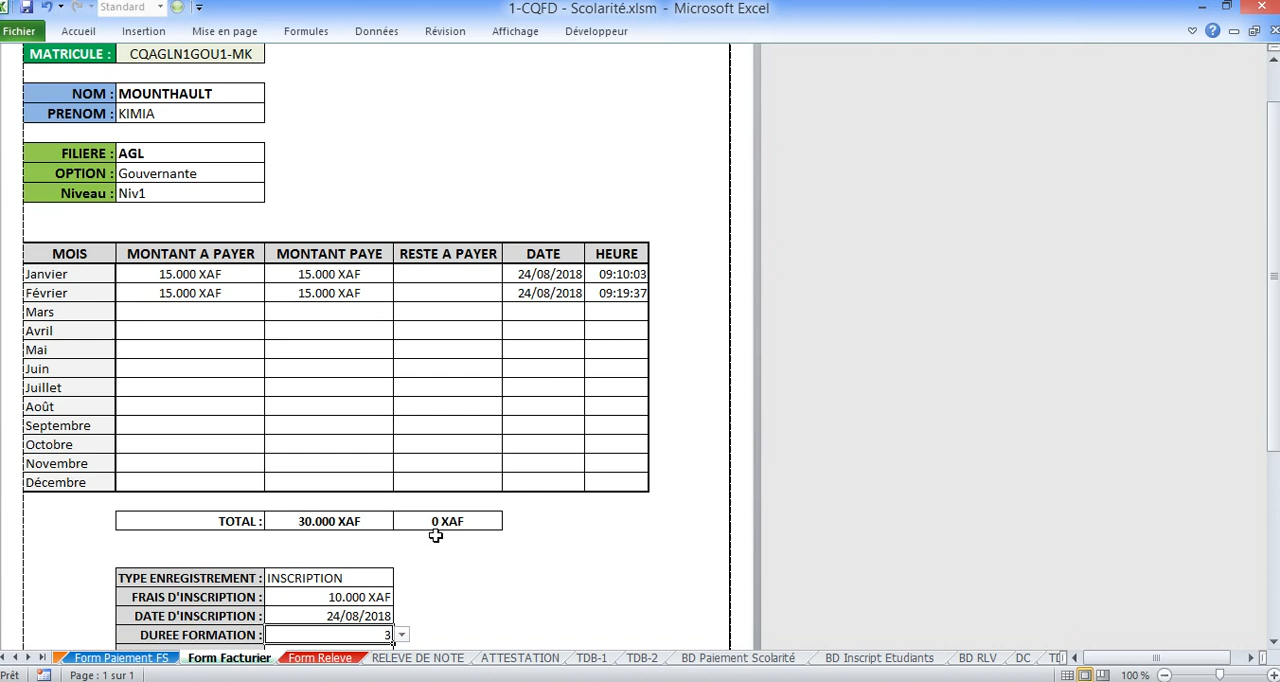 Standard
1-CQFD - Scolarité.xlsm - Microsoft Excel
Fichier Accueil Insertion Mise en page Formules Données Révision Affichage Développeur
MATRICULE : CQAGLN1GOU1-MK
NOM : MOUNTHAULT
PRENOM : KIMIA
FILIERE : AGL
OPTION : Gouvernante
Niveau : Niv1
MOIS MONTANT A PAYER MONTANT PAYE RESTE A PAYER DATE HEURE
Janvier 15.000 XAF 15.000 XAF 24/08/2018 09:10:03
Février 15.000 XAF 15.000 XAF 24/08/2018 09:19:37
Mars
Avril
Mai
Juin
Juillet
Août
Septembre
Octobre
Novembre
Décembre
TOTAL : 30.000 XAF 0 XAF
TYPE ENREGISTREMENT : INSCRIPTION
FRAIS D'INSCRIPTION : 10.000 XAF
DATE D'INSCRIPTION : 24/08/2018
DUREE FORMATION : 3
Form Paiement FS Form Facturier Form Releve RELEVE DE NOTE ATTESTATION TDB-1 TDB-2 BD Paiement Scolarité BD Inscript Etudiants BD RLV DC
Prêt Page : 1 sur 1 100 %